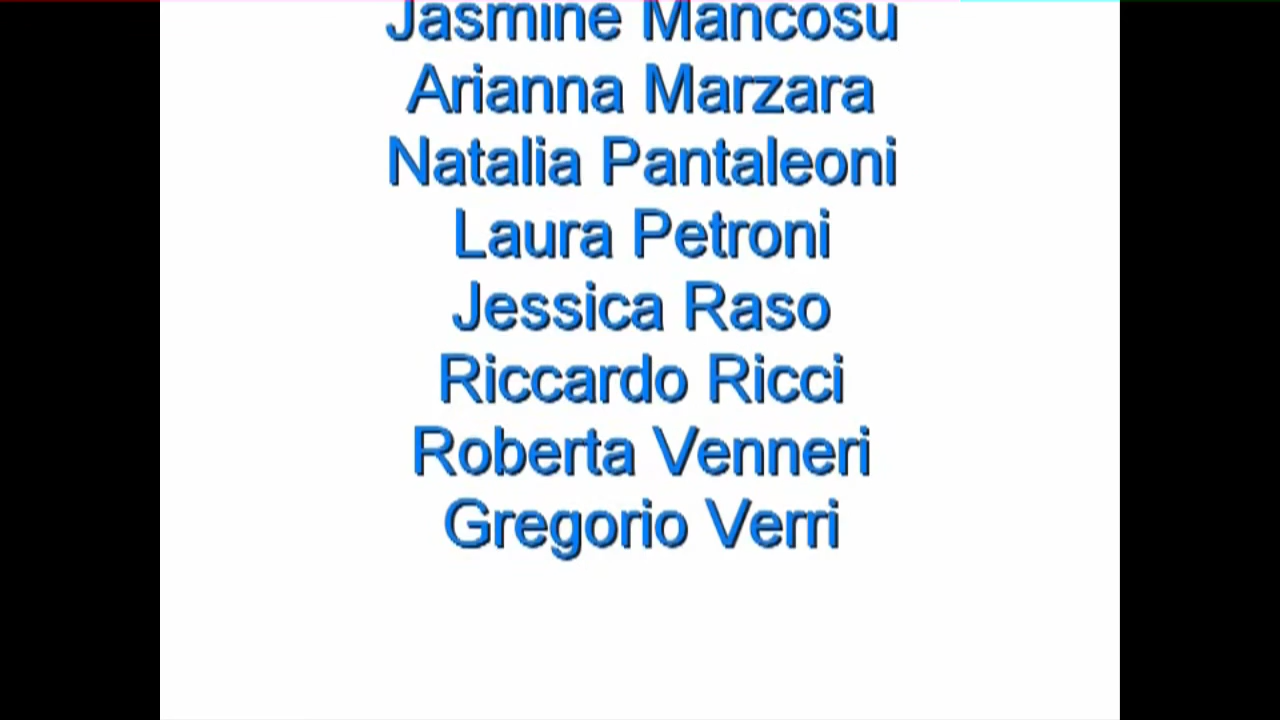 Jasmine Mancosu
Arianna Marzara
Natalia Pantaleoni
Laura Petroni
Jessica Raso
Riccardo Ricci
Roberta Venneri
Gregorio Verri